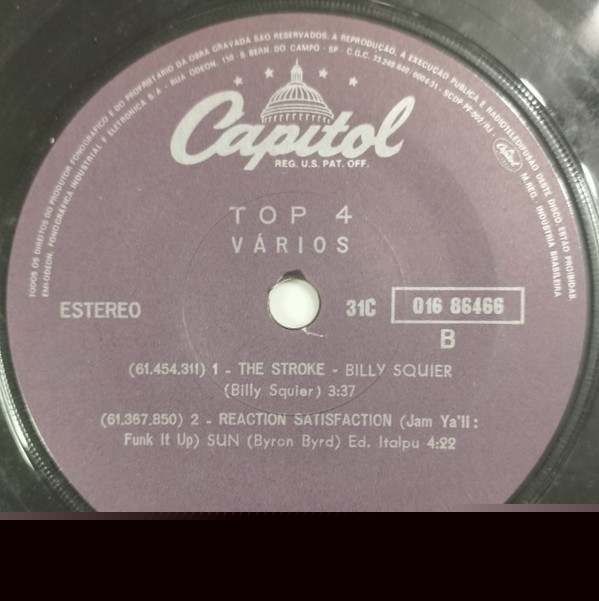 TODOS OS DIREITOS DO PRODUTOR FONOGRÁFICO E DO PROPRIETÁRIO DA OBRA GRAVADA SÃO RESERVADOS. A REPRODUÇÃO, A EXECUÇÃO PÚBLICA E RADIOTELEDIFUSÃO DESTE DISCO ESTÃO PROIBIDAS.
EMI-ODEON, FONOGRÁFICA, INDUSTRIAL E ELETRÔNICA S/A - RUA ODEON, 150 - S. BERN. DO CAMPO - SP - C.G.C.
M.REG. INDÚSTRIA BRASILEIRA
Capitol
Capitol
REG. U.S. PAT. OFF.
TOP 4
VÁRIOS
ESTEREO
31C 016 86466
B
(61.454.311) 1 - THE STROKE - BILLY SQUIER
(Billy Squier) 3:37
(61.367.850) 2 - REACTION SATISFACTION (Jam Ya'll:
Funk It Up) SUN (Byron Byrd) Ed. Italpu 4:22